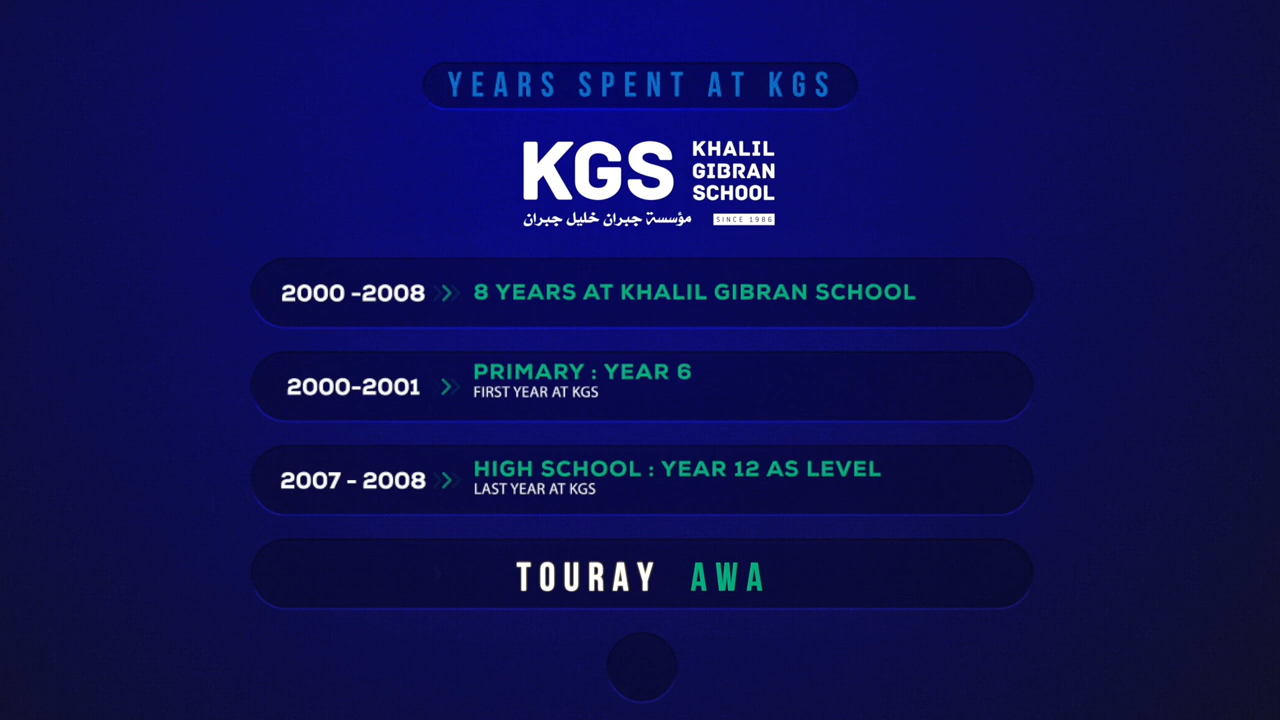 YEARS SPENT AT KGS
KGS
KHALIL
GIBRAN
SCHOOL
مؤسسة جبران خليل جبران
SINCE 1986
2000 -2008 8 YEARS AT KHALIL GIBRAN SCHOOL
2000-2001 PRIMARY : YEAR 6
FIRST YEAR AT KGS
2007 - 2008 HIGH SCHOOL : YEAR 12 AS LEVEL
LAST YEAR AT KGS
TOURAY AWA